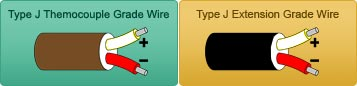 Type J Themocouple Grade Wire
+
−
Type J Extension Grade Wire
+
−